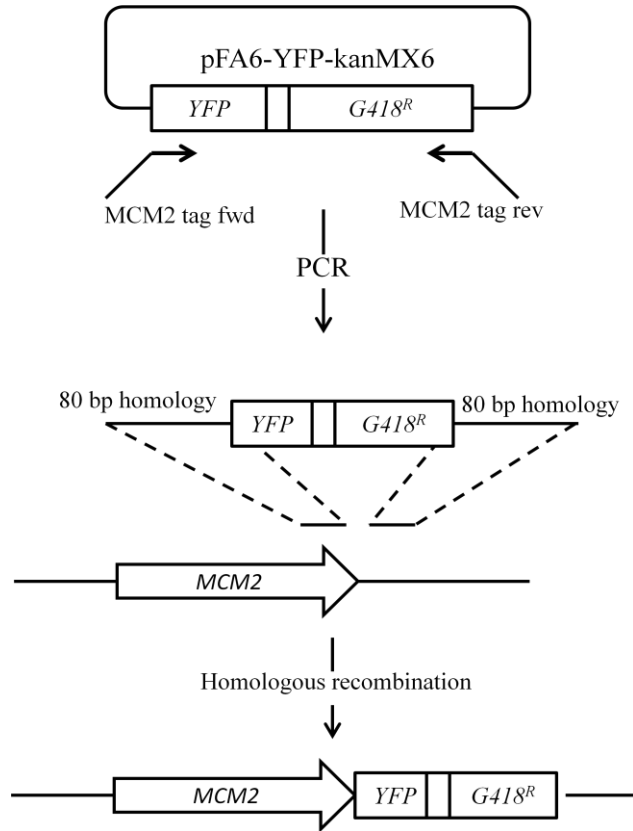 pFA6-YFP-kanMX6
YFP G418ᴿ
MCM2 tag fwd MCM2 tag rev
PCR
80 bp homology YFP G418ᴿ 80 bp homology
MCM2
Homologous recombination
MCM2 YFP G418ᴿ